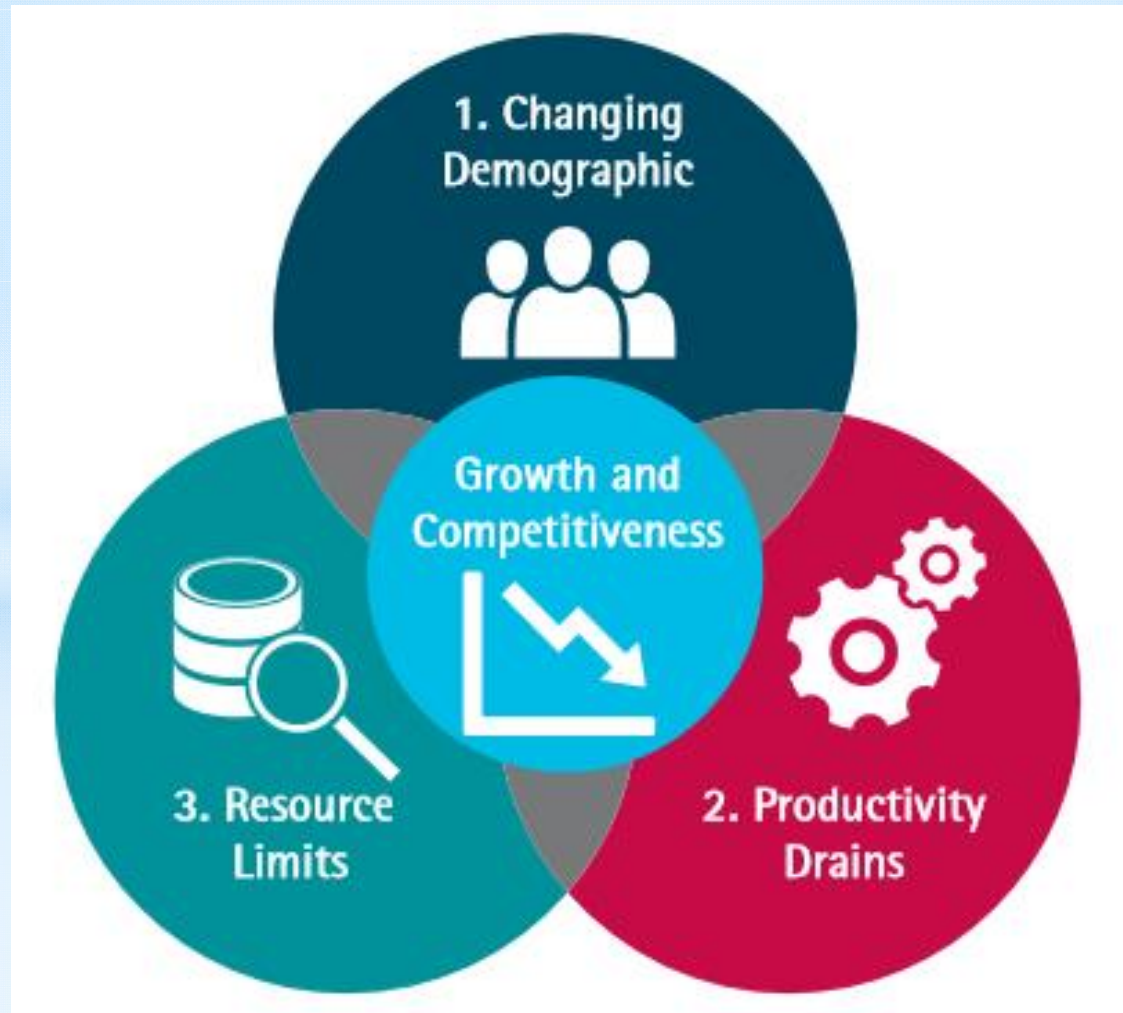 1. Changing
Demographic
Growth and
Competitiveness
3. Resource
Limits
2. Productivity
Drains